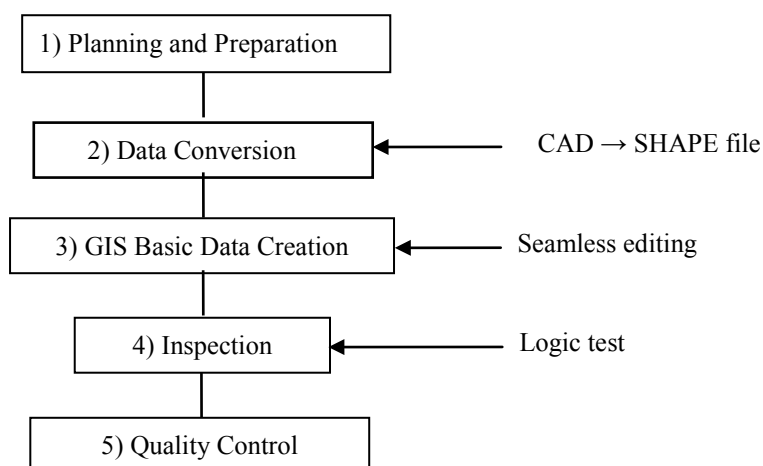 1) Planning and Preparation
2) Data Conversion
CAD → SHAPE file
3) GIS Basic Data Creation
Seamless editing
4) Inspection
Logic test
5) Quality Control